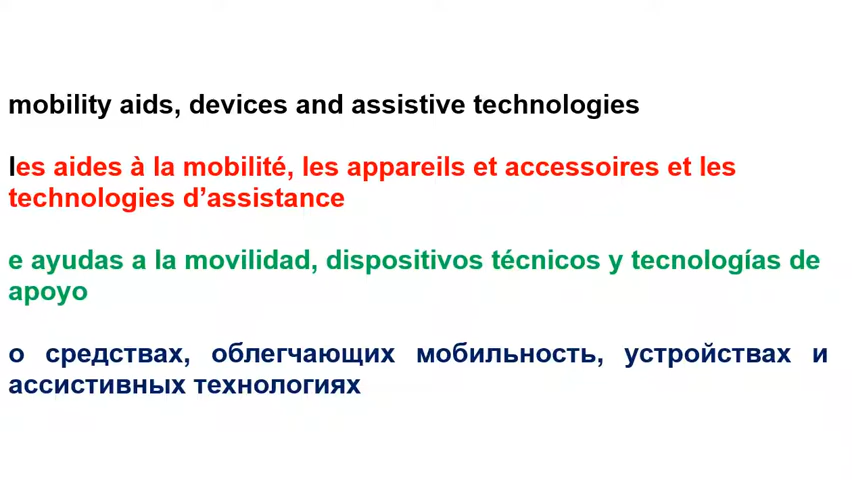 mobility aids, devices and assistive technologies
les aides à la mobilité, les appareils et accessoires et les
technologies d’assistance
e ayudas a la movilidad, dispositivos técnicos y tecnologías de
apoyo
о средствах, облегчающих мобильность, устройствах и
ассистивных технологиях